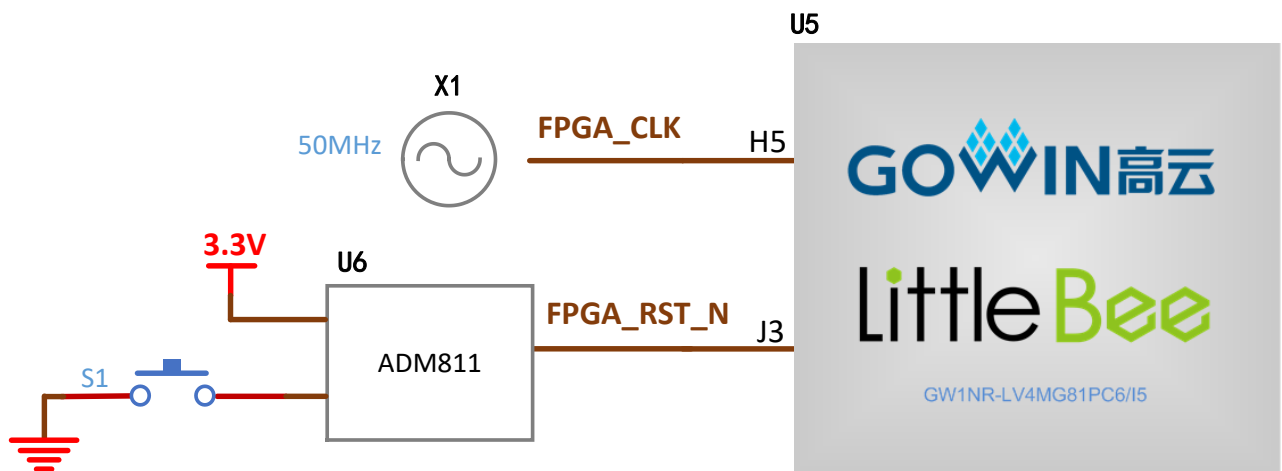 U5
X1
50MHz
FPGA_CLK
H5
GOWIN高云
3.3V
U6
FPGA_RST_N
J3
ADM811
S1
LittleBee
GW1NR-LV4MG81PC6/I5